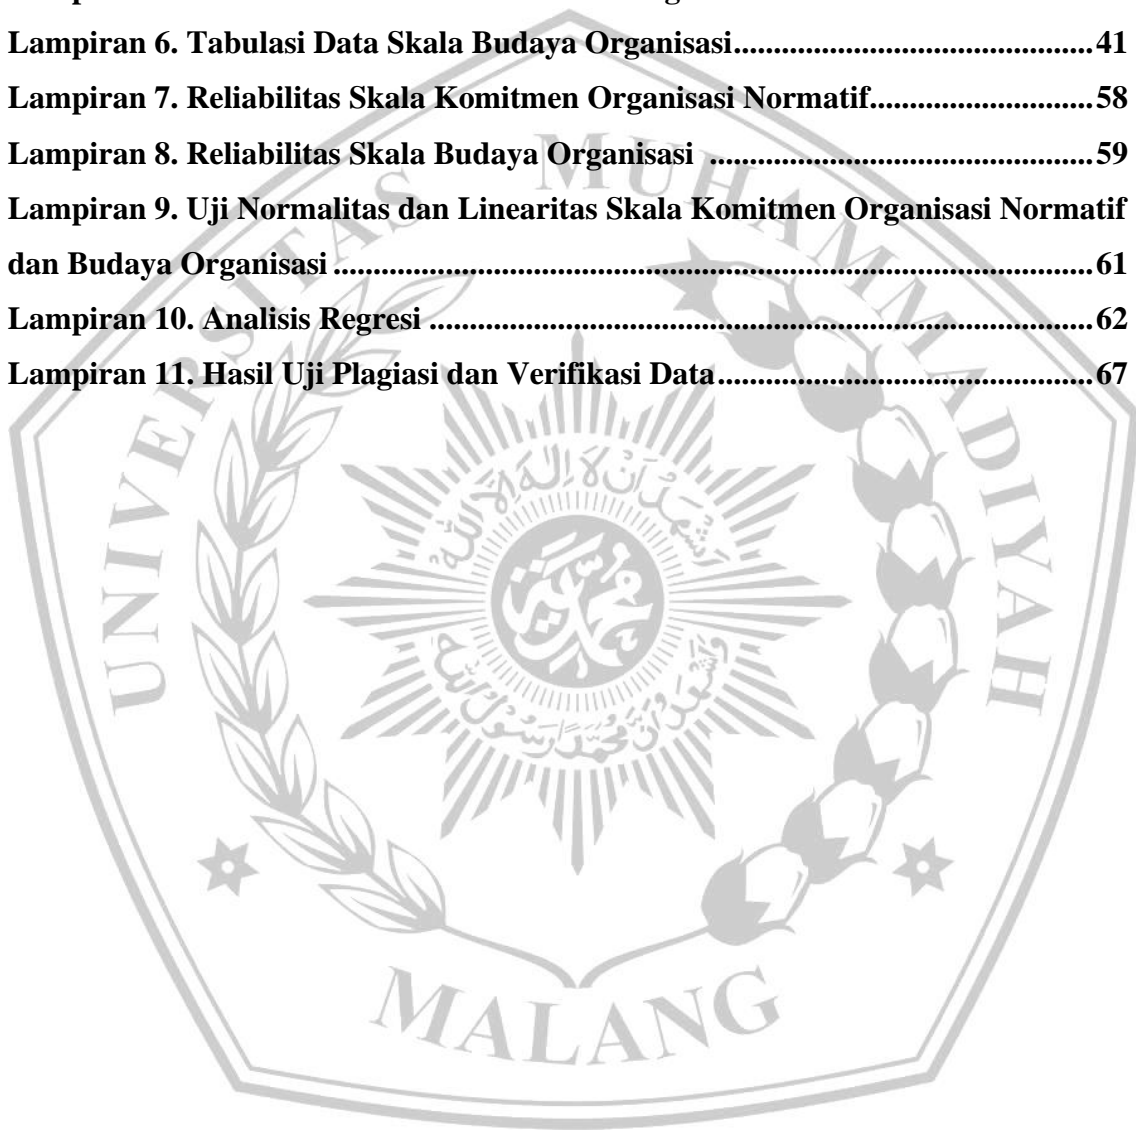 Lampiran 6. Tabulasi Data Skala Budaya Organisasi............................................41
Lampiran 7. Reliabilitas Skala Komitmen Organisasi Normatif...........................58
Lampiran 8. Reliabilitas Skala Budaya Organisasi ...............................................59
Lampiran 9. Uji Normalitas dan Linearitas Skala Komitmen Organisasi Normatif
dan Budaya Organisasi .............................................................................................61
Lampiran 10. Analisis Regresi .................................................................................62
Lampiran 11. Hasil Uji Plagiasi dan Verifikasi Data..............................................67
UNIVERSITAS MUHAMMADIYAH
MALANG